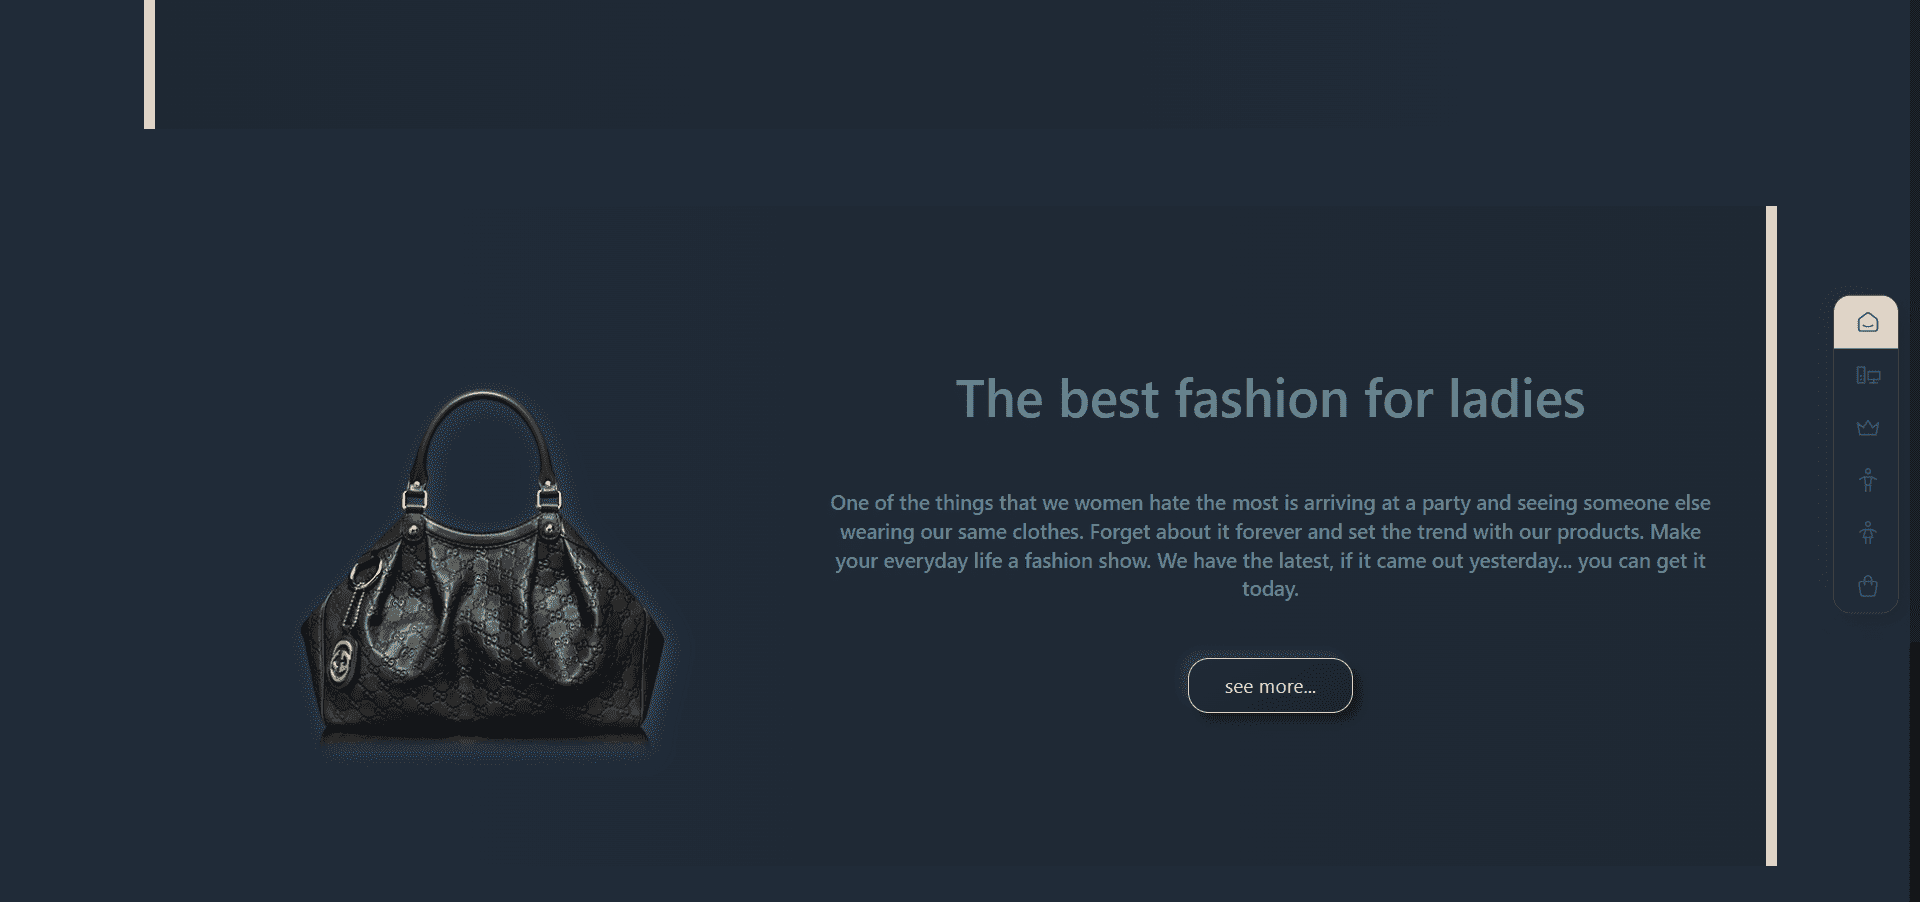 The best fashion for ladies
One of the things that we women hate the most is arriving at a party and seeing someone else
wearing our same clothes. Forget about it forever and set the trend with our products. Make
your everyday life a fashion show. We have the latest, if it came out yesterday... you can get it
today.
see more...